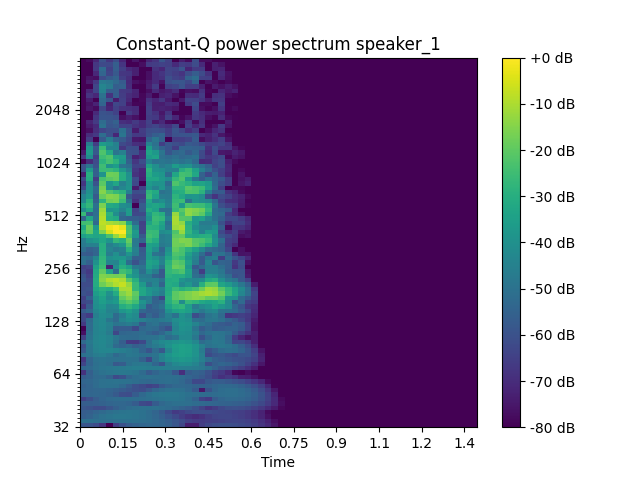 Constant-Q power spectrum speaker_1
+0 dB
-10 dB
-20 dB
-30 dB
-40 dB
-50 dB
-60 dB
-70 dB
-80 dB
Hz
2048
1024
512
256
128
64
32
0 0.15 0.3 0.45 0.6 0.75 0.9 1.1 1.2 1.4
Time